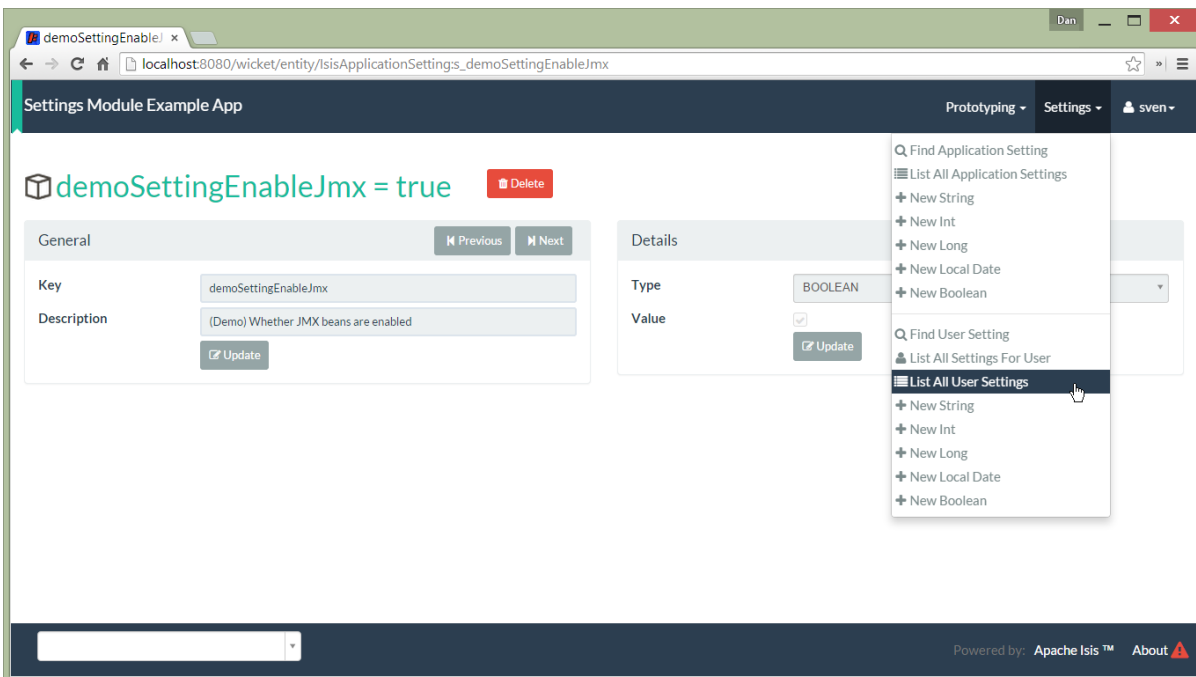 Dan
demoSettingEnableJ
localhost:8080/wicket/entity/IsisApplicationSetting:s_demoSettingEnableJmx
Settings Module Example App
Prototyping
Settings
sven
demoSettingEnableJmx = true
Delete
General
Previous
Next
Key
demoSettingEnableJmx
Description
(Demo) Whether JMX beans are enabled
Update
Details
Type
BOOLEAN
Value
Update
Find Application Setting
List All Application Settings
New String
New Int
New Long
New Local Date
New Boolean
Find User Setting
List All Settings For User
List All User Settings
New String
New Int
New Long
New Local Date
New Boolean
Powered by: Apache Isis ™
About